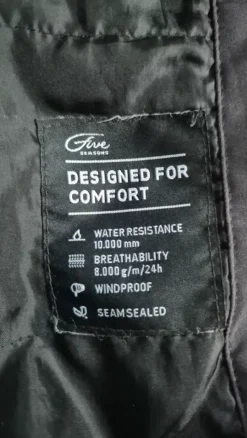 Five
SEASONS
DESIGNED FOR
COMFORT
WATER RESISTANCE
10.000 mm
BREATHABILITY
8.000 g/m/24h
WINDPROOF
SEAMSEALED